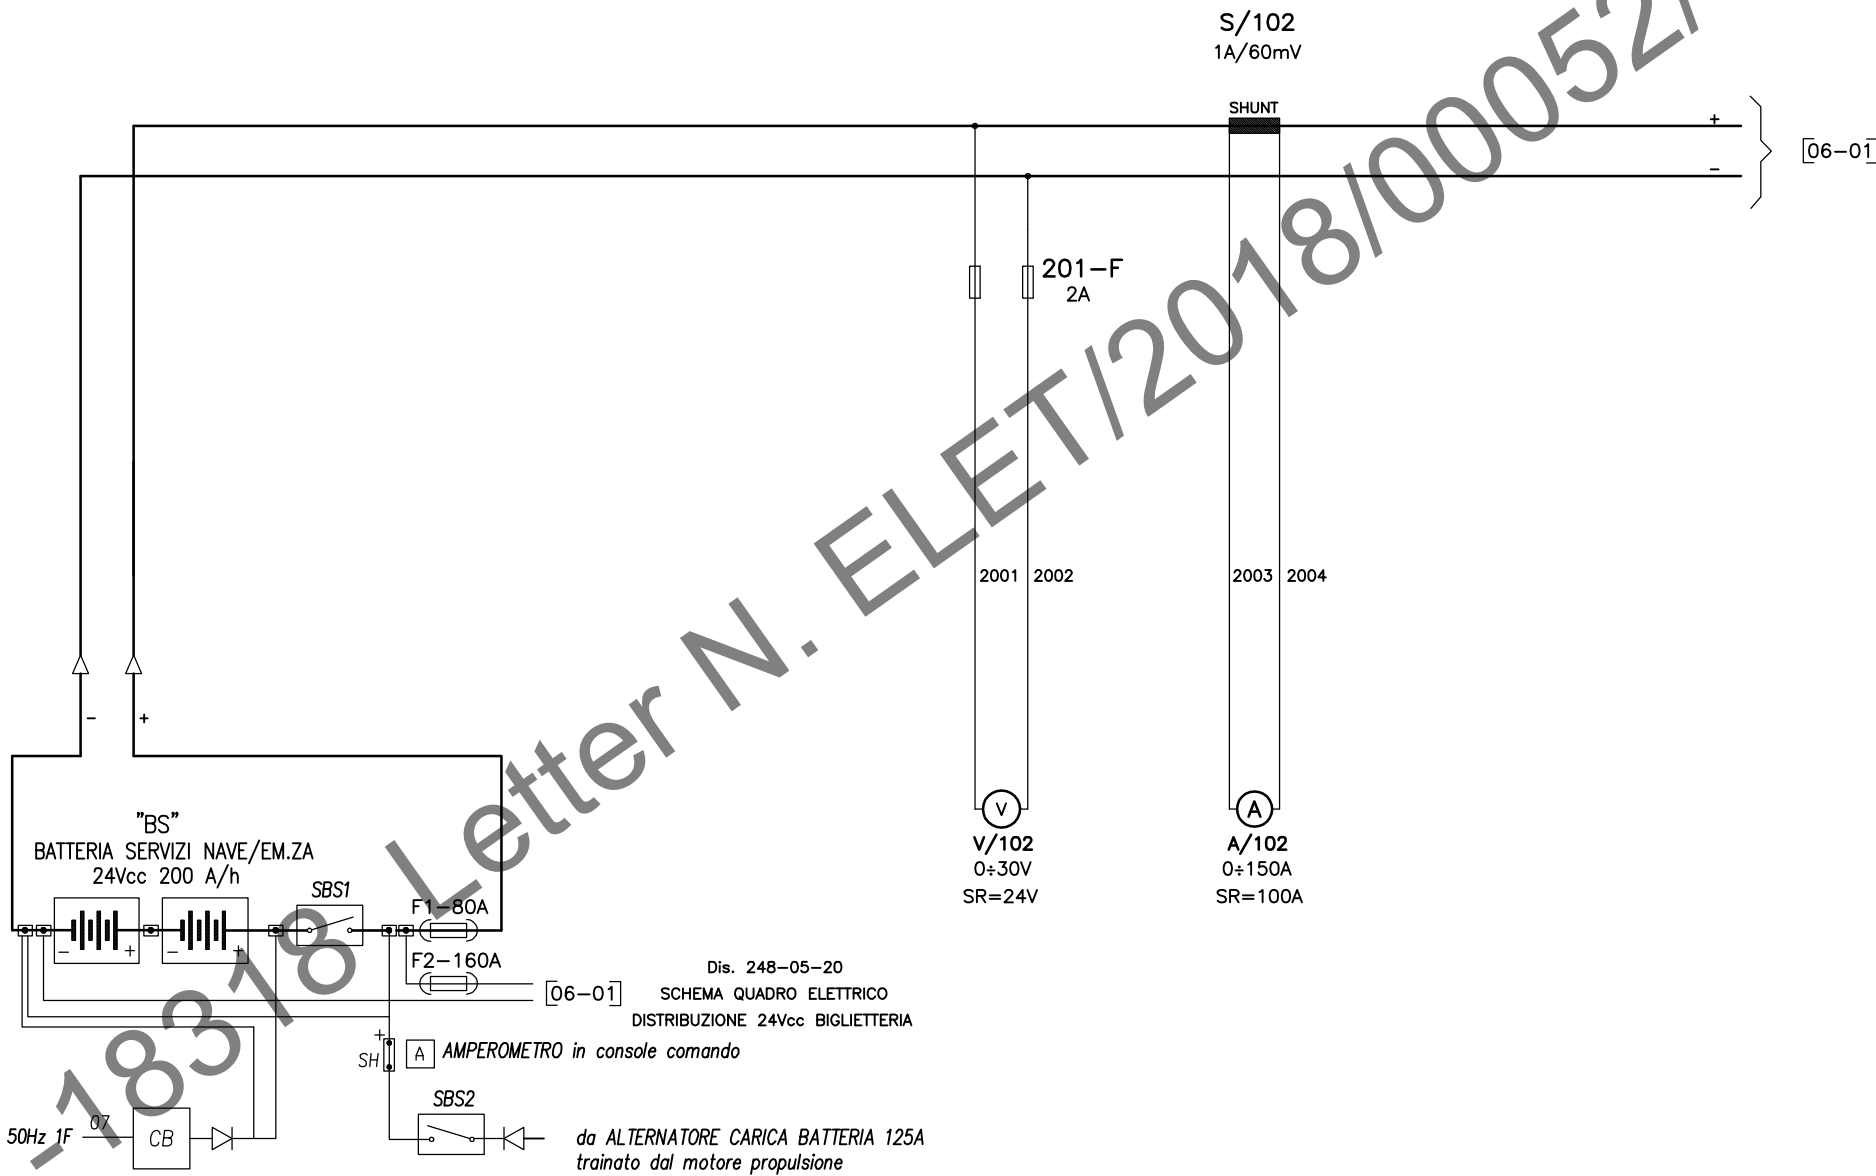 S/102
1A/60mV
SHUNT
+
-
[06-01]
201-F
2A
2001 2002
2003 2004
- +
V
V/102
0÷30V
SR=24V
A
A/102
0÷150A
SR=100A
"BS"
BATTERIA SERVIZI NAVE/EM.ZA
24Vcc 200 A/h
SBS1
F1-80A
- + - +
F2-160A
[06-01]
Dis. 248-05-20
SCHEMA QUADRO ELETTRICO
DISTRIBUZIONE 24Vcc BIGLIETTERIA
+
SH
A AMPEROMETRO in console comando
SBS2
50Hz 1F 07
CB
da ALTERNATORE CARICA BATTERIA 125A
trainato dal motore propulsione
-18318 Letter N. ELET/2018/00052/